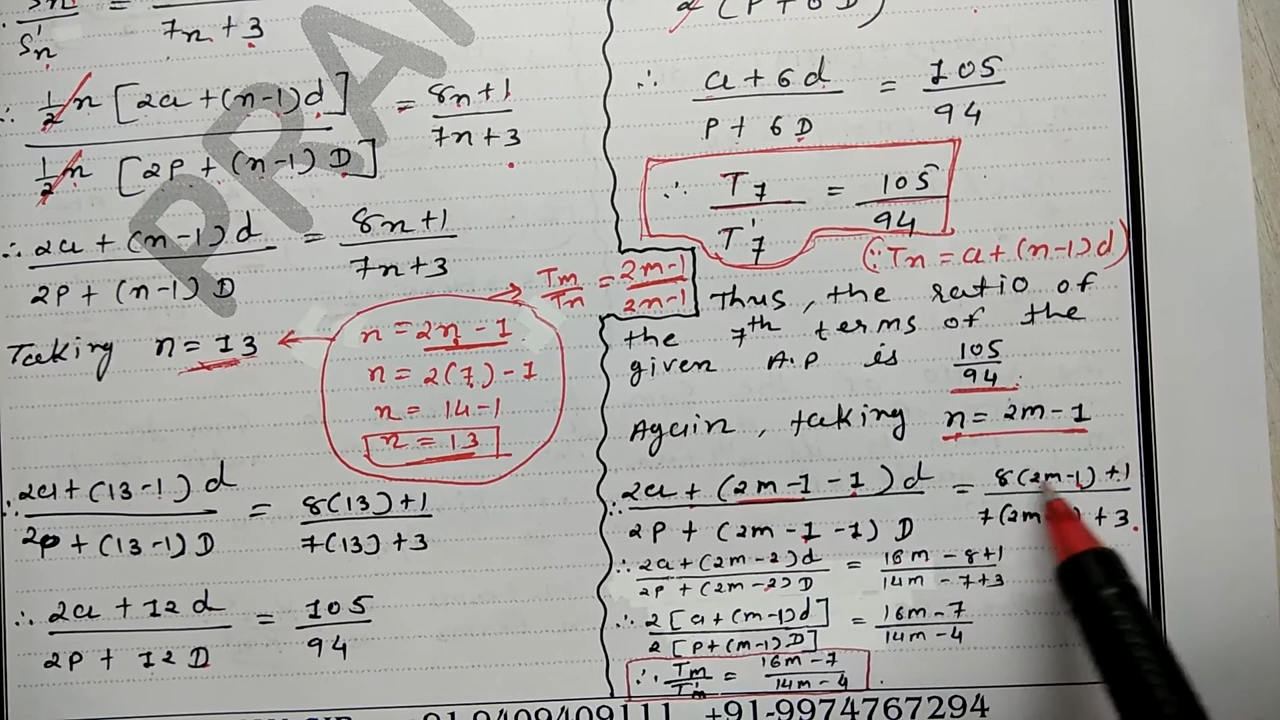 ∴ Sn / S'n = / 7n + 3
∴ ½ n [2a + (n-1)d] / ½ n [2P + (n-1) D] = 8n+1 / 7n + 3
∴ 2a + (n-1) d / 2P + (n-1) D = 8n+1 / 7n+3
Taking n = 13
n = 2n - 1
n = 2(7) - 1
n = 14-1
n = 13
∴ 2a + (13-1) d / 2P + (13-1) D = 8(13)+1 / 7(13)+3
∴ 2a + 12d / 2P + 12D = 105 / 94
Tm / Tn = 2m-1 / 2n-1
2 (P + 6 D)
∴ a + 6d / P + 6D = 105 / 94
∴ T7 / T'7 = 105 / 94
(∵ Tn = a + (n-1)d)
Thus, the ratio of
the 7th terms of the
given A.P is 105 / 94
Again, taking n = 2m - 1
∴ 2a + (2m-1-1) d / 2P + (2m-1-1) D = 8(2m-1)+1 / 7(2m + 3
∴ 2a + (2m-2)d / 2P + (2m-2)D = 16m - 8+1 / 14m - 7+3
∴ 2[a + (m-1)d] / 2[P + (m-1)D] = 16m-7 / 14m-4
∴ Tm / T'm = 16m-7 / 14m-4
+91-9409409111 +91-9974767294
PRA